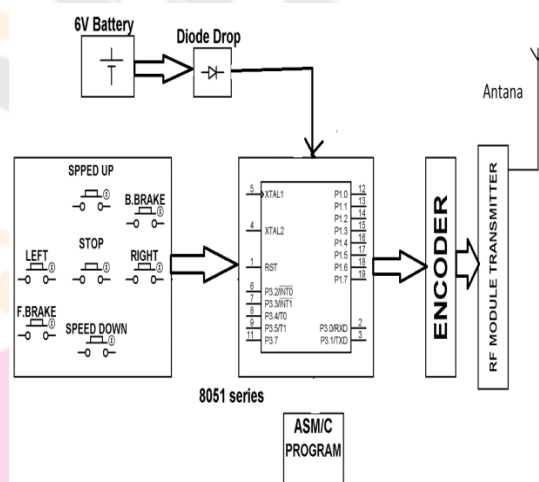 6V Battery
Diode Drop
Antana
SPPED UP
B.BRAKE
LEFT
STOP
RIGHT
F.BRAKE
SPEED DOWN
5
XTAL1
4
XTAL2
1
RST
6
P3.2/INT0
7
P3.3/INT1
8
P3.4/T0
9
P3.5/T1
11
P3.7
P1.0
12
P1.1
13
P1.2
14
P1.3
15
P1.4
16
P1.5
17
P1.6
18
P1.7
19
P3.0/RXD
2
P3.1/TXD
3
ENCODER
RF MODULE TRANSMITTER
8051 series
ASM/C
PROGRAM